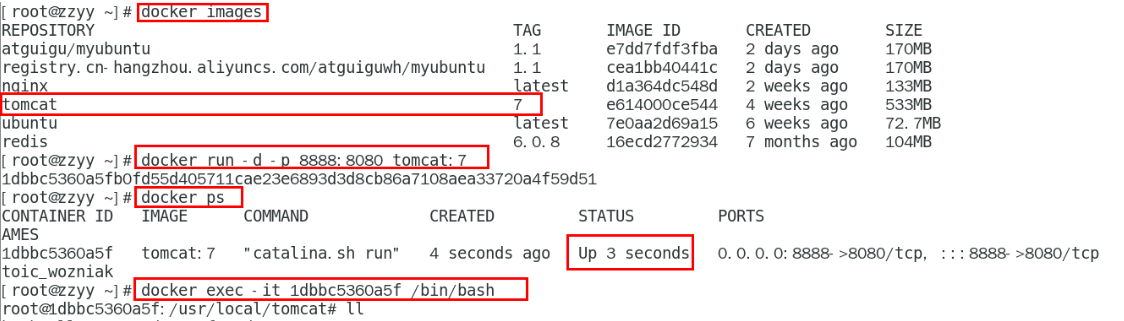 [root@zzyy ~]# docker images
REPOSITORY TAG IMAGE ID CREATED SIZE
atguigu/myubuntu 1.1 e7dd7fdf3fba 2 days ago 170MB
registry.cn-hangzhou.aliyuncs.com/atguiguwh/myubuntu 1.1 cea1bb40441c 2 days ago 170MB
nginx latest d1a364dc548d 2 weeks ago 133MB
tomcat 7 e614000ce544 4 weeks ago 533MB
ubuntu latest 7e0aa2d69a15 6 weeks ago 72.7MB
redis 6.0.8 16ecd2772934 7 months ago 104MB
[root@zzyy ~]# docker run -d -p 8888:8080 tomcat:7
1dbbc5360a5fb0fd55d405711cae23e6893d3d8cb86a7108aea33720a4f59d51
[root@zzyy ~]# docker ps
CONTAINER ID IMAGE COMMAND CREATED STATUS PORTS
AMES
1dbbc5360a5f tomcat:7 "catalina.sh run" 4 seconds ago Up 3 seconds 0.0.0.0:8888->8080/tcp, :::8888->8080/tcp
toic_wozniak
[root@zzyy ~]# docker exec -it 1dbbc5360a5f /bin/bash
root@1dbbc5360a5f:/usr/local/tomcat# ll